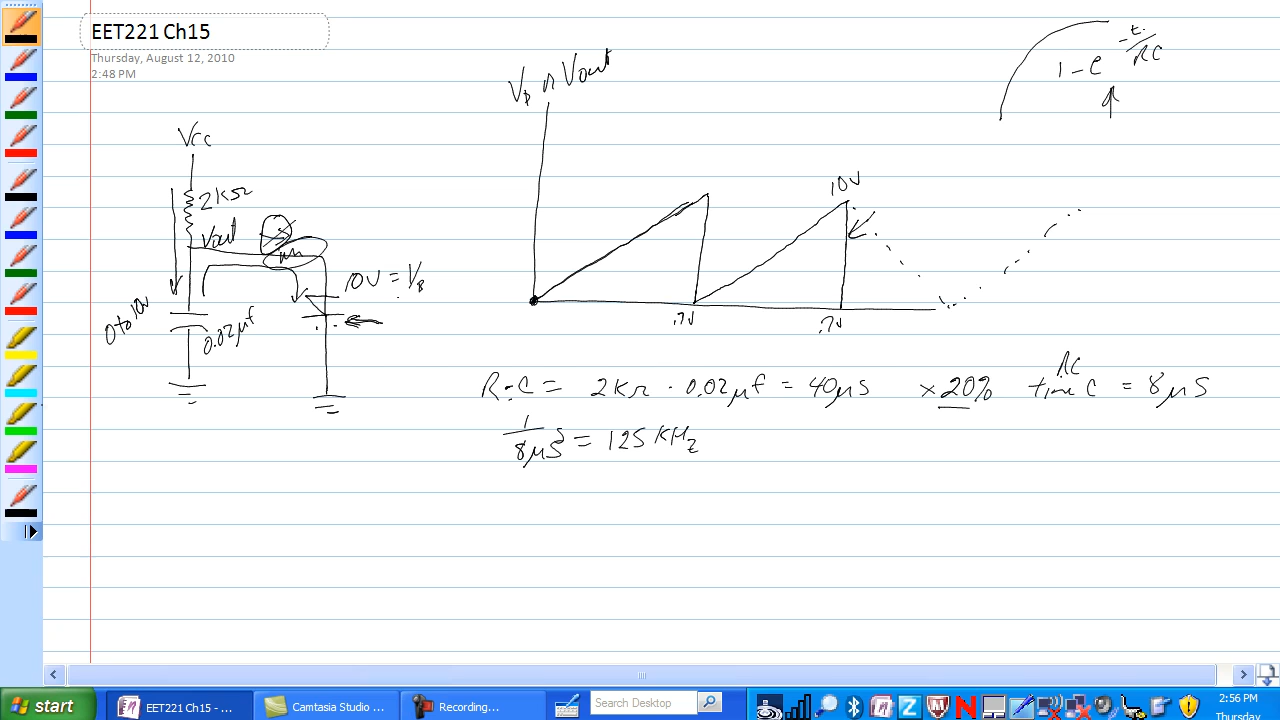 EET221 Ch15
Thursday, August 12, 2010
2:48 PM
VB Vout
1 - e -t/RC
Vcc
2KΩ
Vout
10V = VB
0 to 10V
0.02μf
10V
.7V
.7V
R·C = 2KΩ · 0.02μf = 40μS × 20% RC time C = 8μS
1/8μS = 125 KHz
start
EET221 Ch15 - ...
Camtasia Studio ...
Recording...
Search Desktop
2:56 PM
Thursday